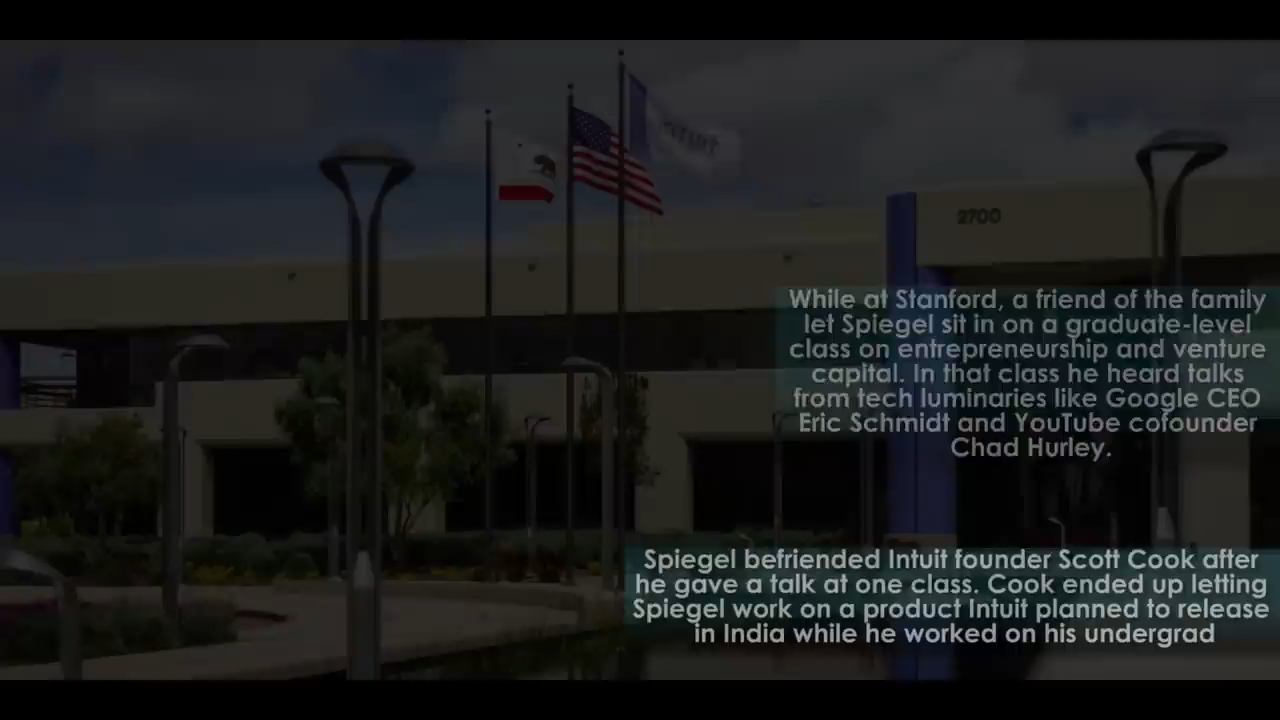 INTUIT
2700
While at Stanford, a friend of the family
let Spiegel sit in on a graduate-level
class on entrepreneurship and venture
capital. In that class he heard talks
from tech luminaries like Google CEO
Eric Schmidt and YouTube cofounder
Chad Hurley.
Spiegel befriended Intuit founder Scott Cook after
he gave a talk at one class. Cook ended up letting
Spiegel work on a product Intuit planned to release
in India while he worked on his undergrad